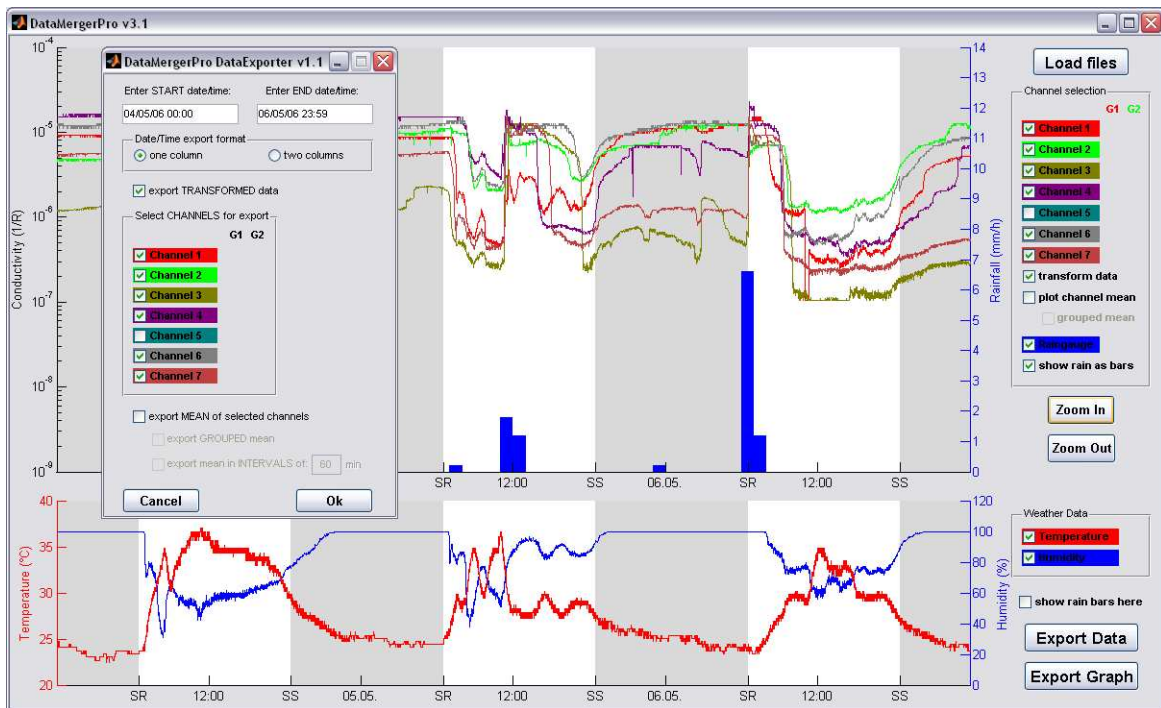 DataMergerPro v3.1
DataMergerPro DataExporter v1.1
Enter START date/time: Enter END date/time:
04/05/06 00:00 06/05/06 23:59
Date/Time export format
one column two columns
export TRANSFORMED data
Select CHANNELS for export
G1 G2
Channel 1
Channel 2
Channel 3
Channel 4
Channel 5
Channel 6
Channel 7
export MEAN of selected channels
export GROUPED mean
export mean in INTERVALS of: 60 min
Cancel Ok
10-4
10-5
10-6
10-7
10-8
10-9
Conductivity (1/R)
14
13
12
11
10
9
8
7
6
5
4
3
2
1
0
Rainfall (mm/h)
SR 12:00 SS 06.05. SR 12:00 SS
40
35
30
25
20
Temperature (ºC)
120
100
80
60
40
20
0
Humidity (%)
SR 12:00 SS 05.05. SR 12:00 SS 06.05. SR 12:00 SS
Load files
Channel selection
G1 G2
Channel 1
Channel 2
Channel 3
Channel 4
Channel 5
Channel 6
Channel 7
transform data
plot channel mean
grouped mean
Raingauge
show rain as bars
Zoom In
Zoom Out
Weather Data
Temperature
Humidity
show rain bars here
Export Data
Export Graph